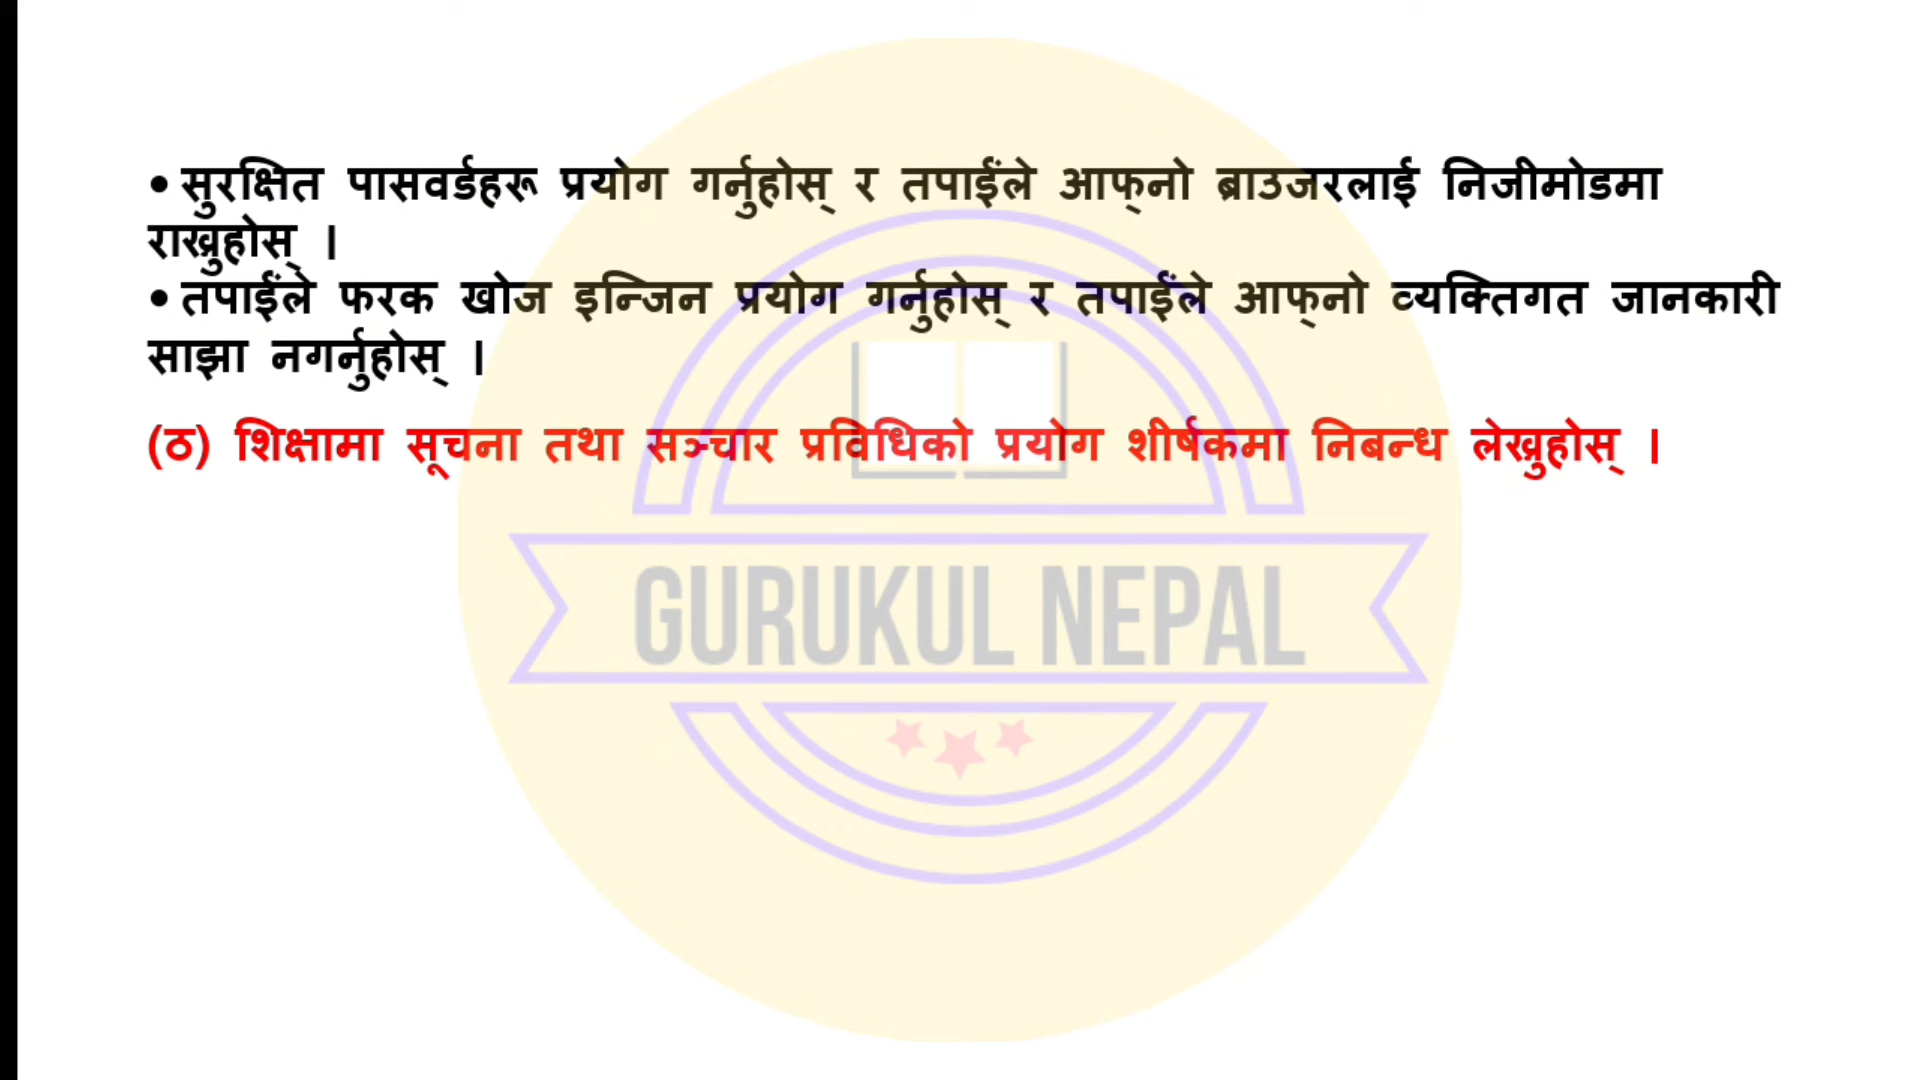 • सुरक्षित पासवर्डहरू प्रयोग गर्नुहोस् र तपाईंले आफ्नो ब्राउजरलाई निजीमोडमा
राख्नुहोस् ।
• तपाईंले फरक खोज इन्जिन प्रयोग गर्नुहोस् र तपाईंले आफ्नो व्यक्तिगत जानकारी
साझा नगर्नुहोस् ।
(ठ) शिक्षामा सूचना तथा सञ्चार प्रविधिको प्रयोग शीर्षकमा निबन्ध लेख्नुहोस् ।
GURUKUL NEPAL